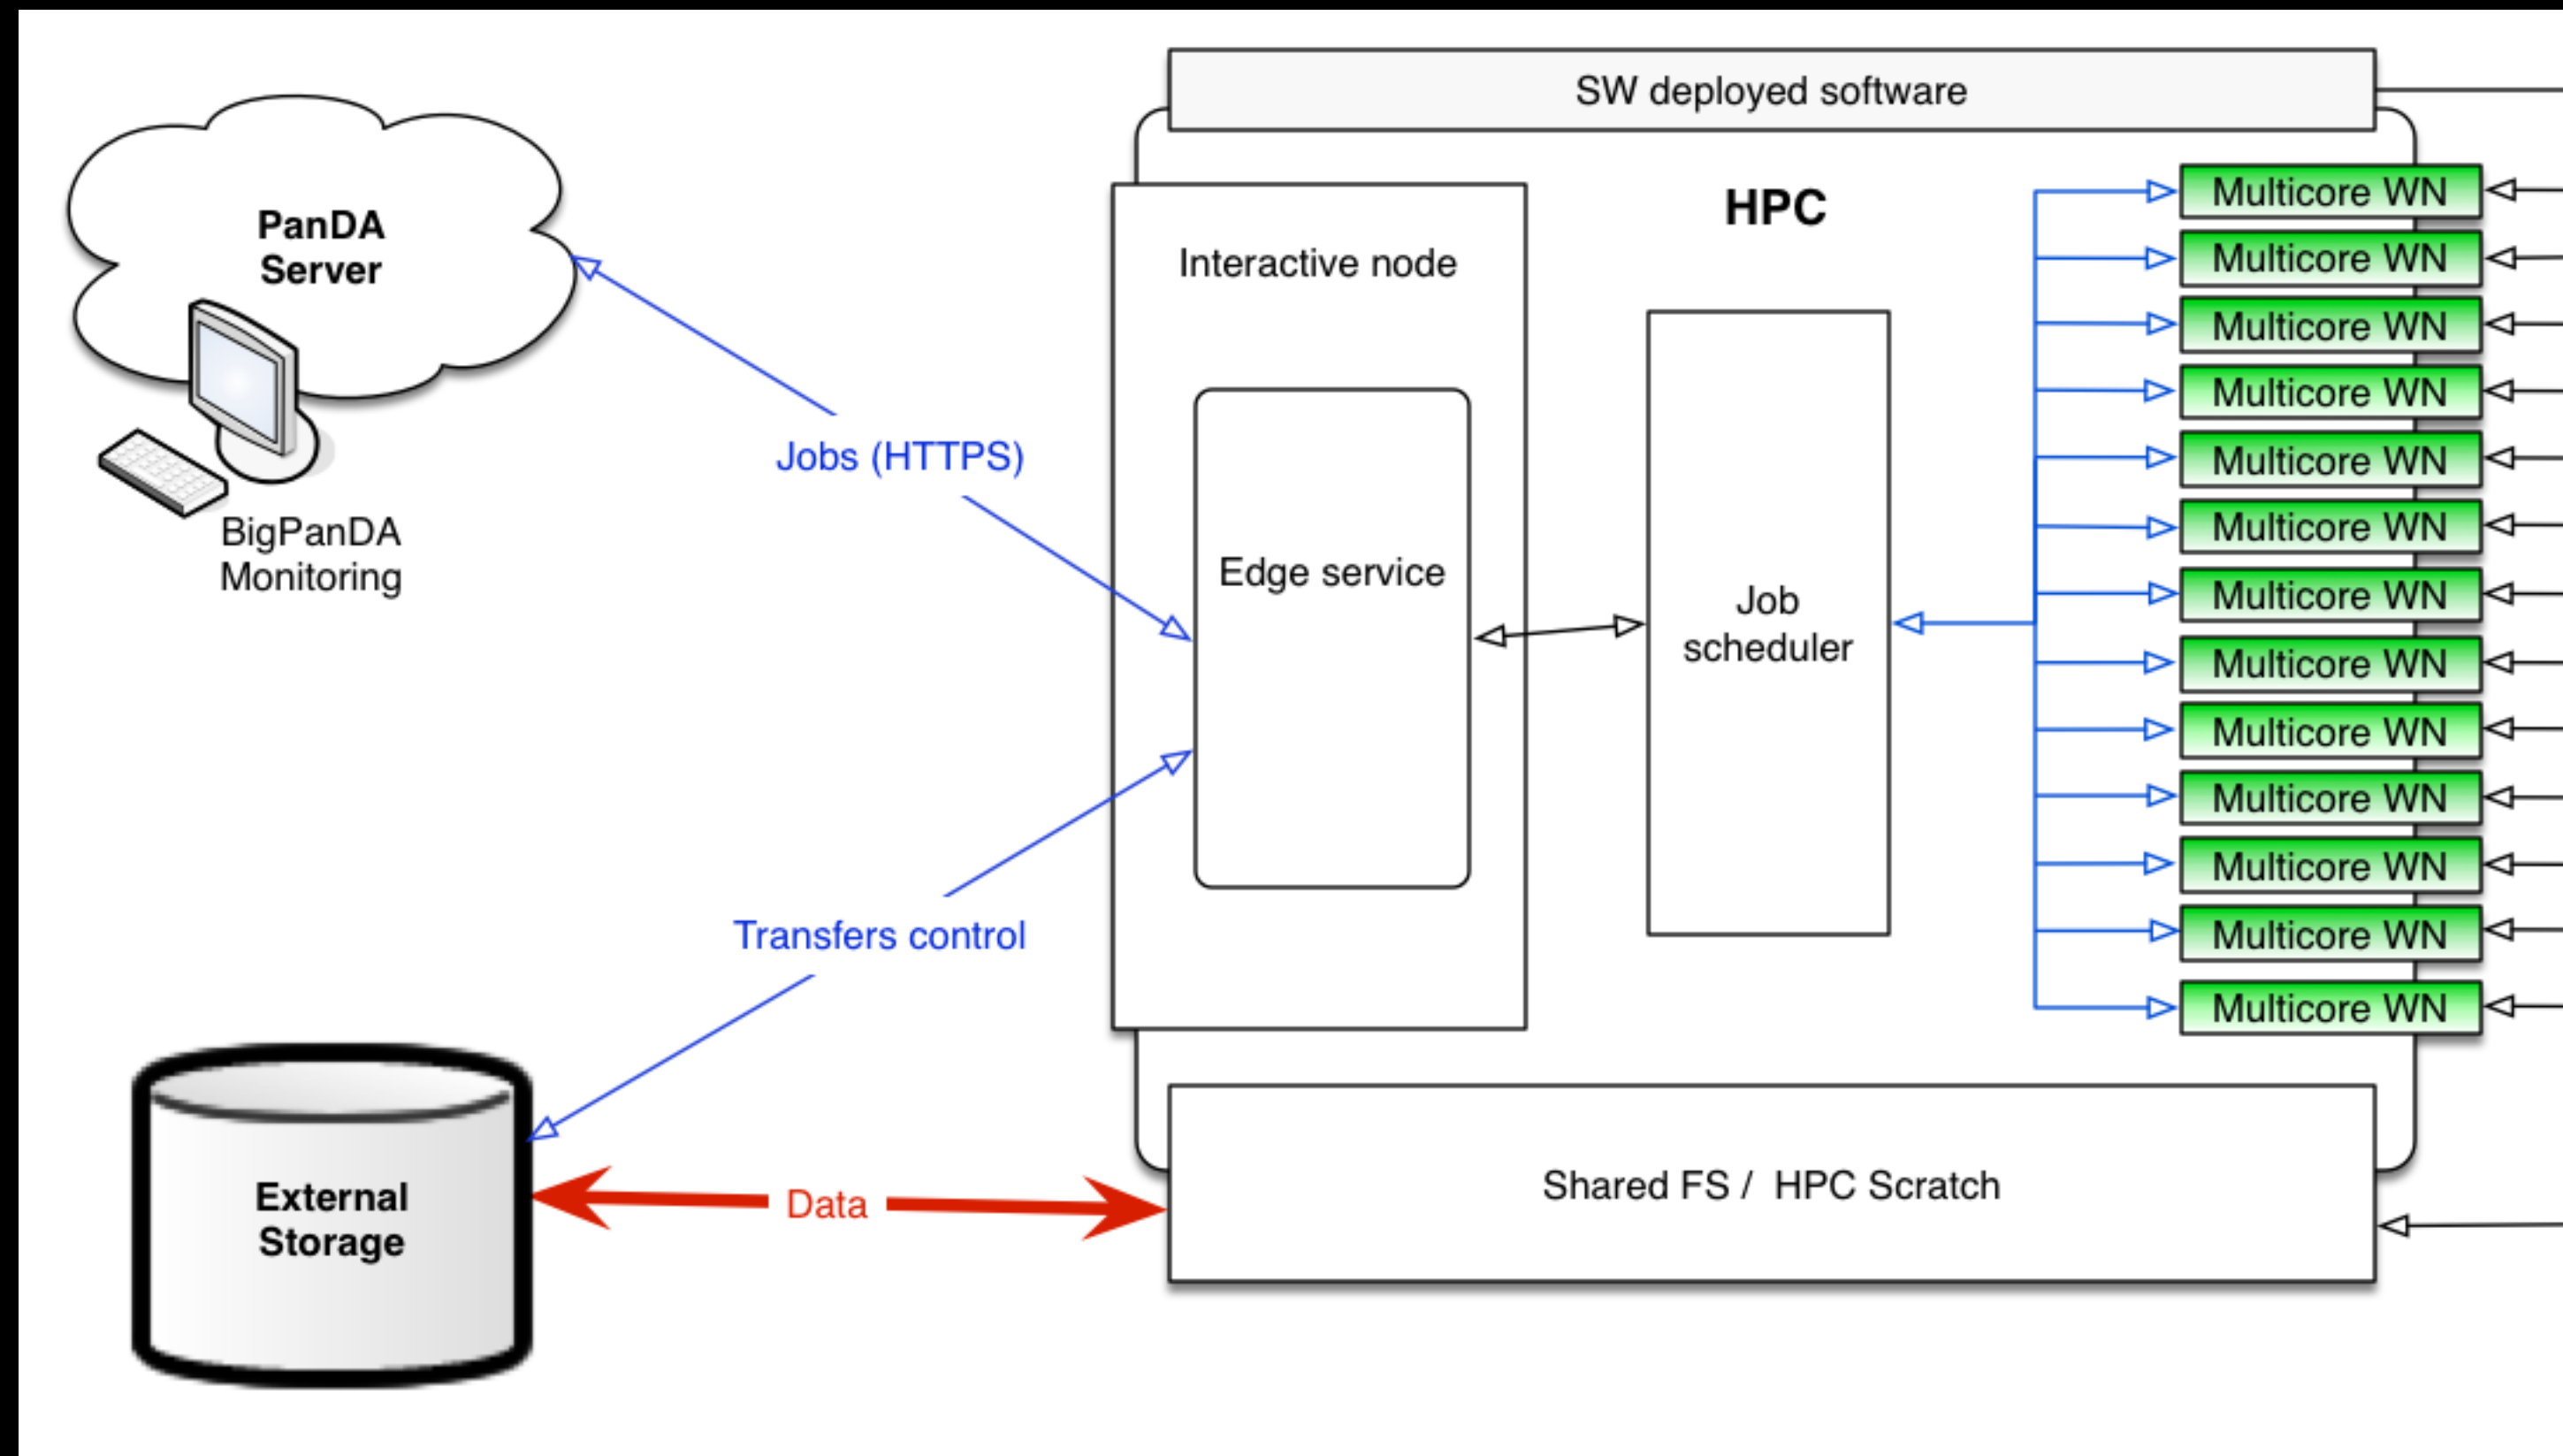 SW deployed software
PanDA
Server
BigPanDA
Monitoring
Jobs (HTTPS)
Transfers control
External
Storage
Data
HPC
Interactive node
Edge service
Job
scheduler
Multicore WN
Multicore WN
Multicore WN
Multicore WN
Multicore WN
Multicore WN
Multicore WN
Multicore WN
Multicore WN
Multicore WN
Multicore WN
Multicore WN
Multicore WN
Shared FS / HPC Scratch